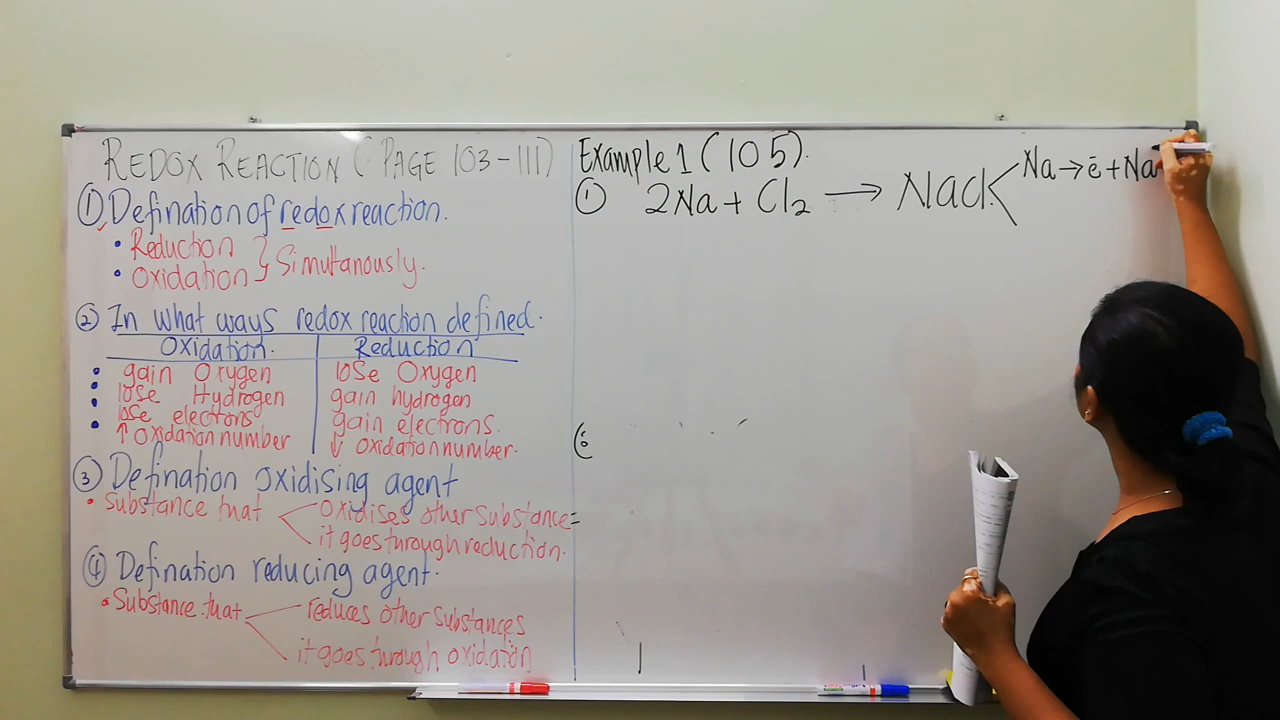 REDOX REACTION (PAGE 103-111)
① Defination of redox reaction.
• Reduction
• Oxidation } Simultanously.
② In what ways redox reaction defined.
Oxidation. Reduction
• gain Oxygen lose Oxygen
• lose Hydrogen gain hydrogen
• lose electrons gain electrons.
• ↑ Oxidation number ↓ Oxidation number.
③ Defination oxidising agent
• Substance that < oxidises other substance
it goes through reduction.
④ Defination reducing agent.
• Substance that < reduces other substances
it goes through oxidation
Example 1 (105).
① 2Na + Cl₂ → NaCl < Na → ē + Na